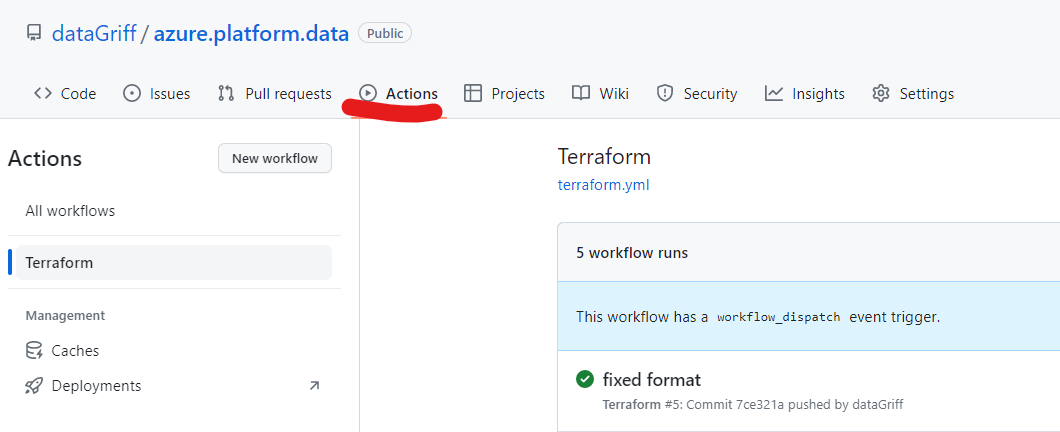 dataGriff / azure.platform.data Public
Code Issues Pull requests Actions Projects Wiki Security Insights Settings
Actions
New workflow
All workflows
Terraform
Management
Caches
Deployments
Terraform
terraform.yml
5 workflow runs
This workflow has a workflow_dispatch event trigger.
fixed format
Terraform #5: Commit 7ce321a pushed by dataGriff